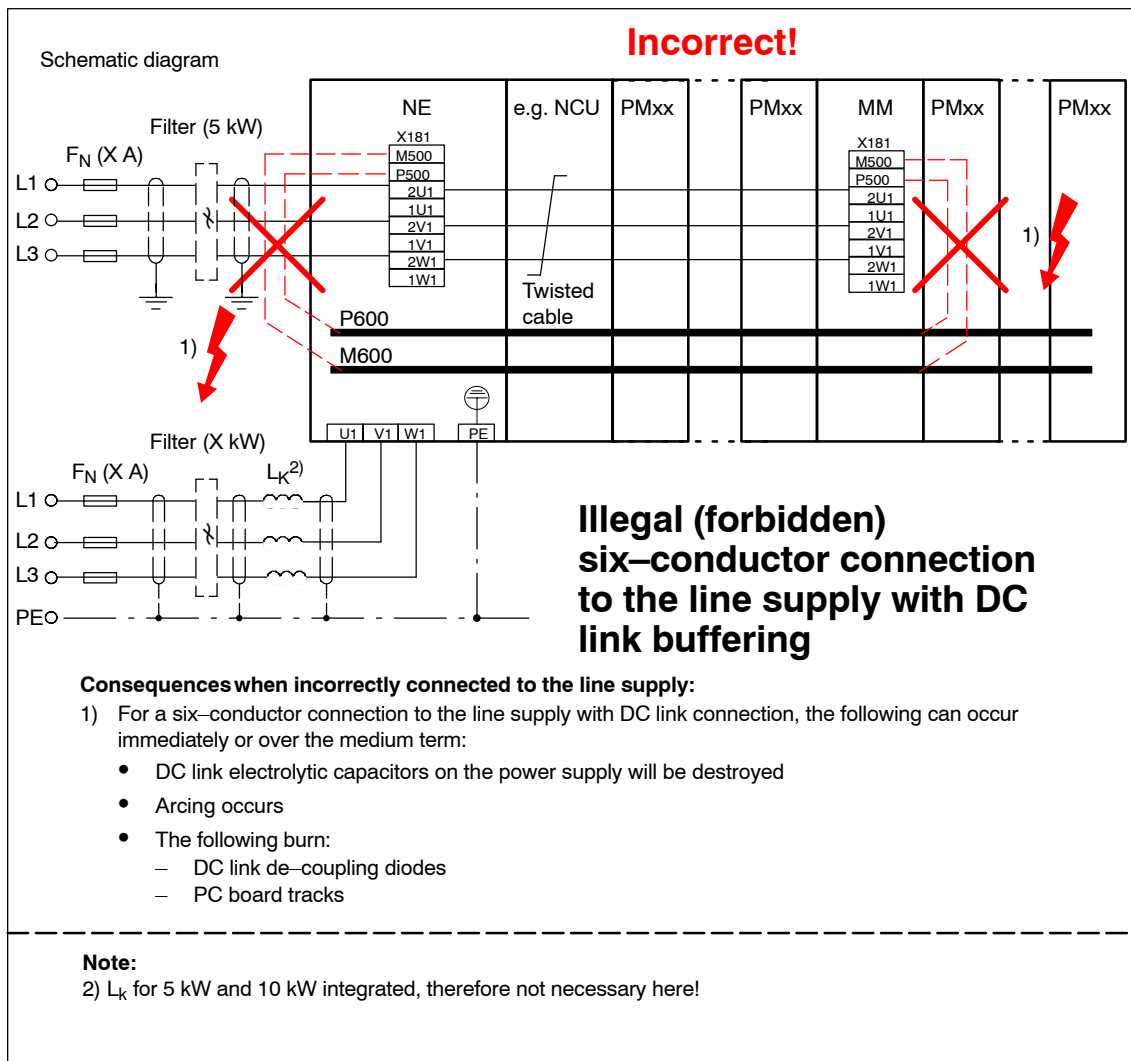 Incorrect!
Schematic diagram
NE
e.g. NCU
PMxx
PMxx
MM
PMxx
PMxx
Filter (5 kW)
FN (X A)
L1
L2
L3
X181
M500
P500
2U1
1U1
2V1
1V1
2W1
1W1
X181
M500
P500
2U1
1U1
2V1
1V1
2W1
1W1
1)
1)
Twisted
cable
P600
M600
U1 V1 W1 PE
Filter (X kW)
FN (X A)
LK2)
L1
L2
L3
PE
Illegal (forbidden)
six–conductor connection
to the line supply with DC
link buffering
Consequences when incorrectly connected to the line supply:
1) For a six–conductor connection to the line supply with DC link connection, the following can occur
immediately or over the medium term:
• DC link electrolytic capacitors on the power supply will be destroyed
• Arcing occurs
• The following burn:
– DC link de–coupling diodes
– PC board tracks
Note:
2) Lk for 5 kW and 10 kW integrated, therefore not necessary here!